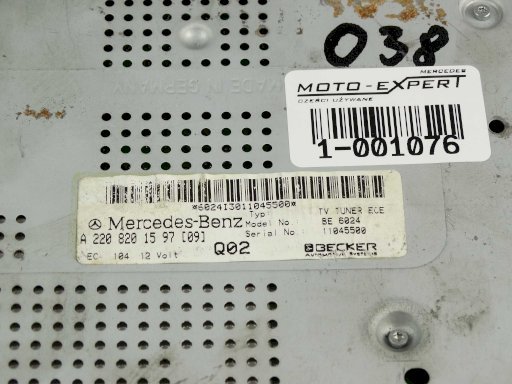 038
MADE IN GERMANY
MERCEDES
MOTO-EXPERT
CZĘŚCI UŻYWANE
1-001076
*6024I3011045500*
Mercedes-Benz
Typ TV TUNER ECE
Model No. BE 6024
A 220 820 15 97 [09]
Serial No. 11045500
EC: 104 12 Volt
Q02
BECKER
AUTOMOTIVE SYSTEMS